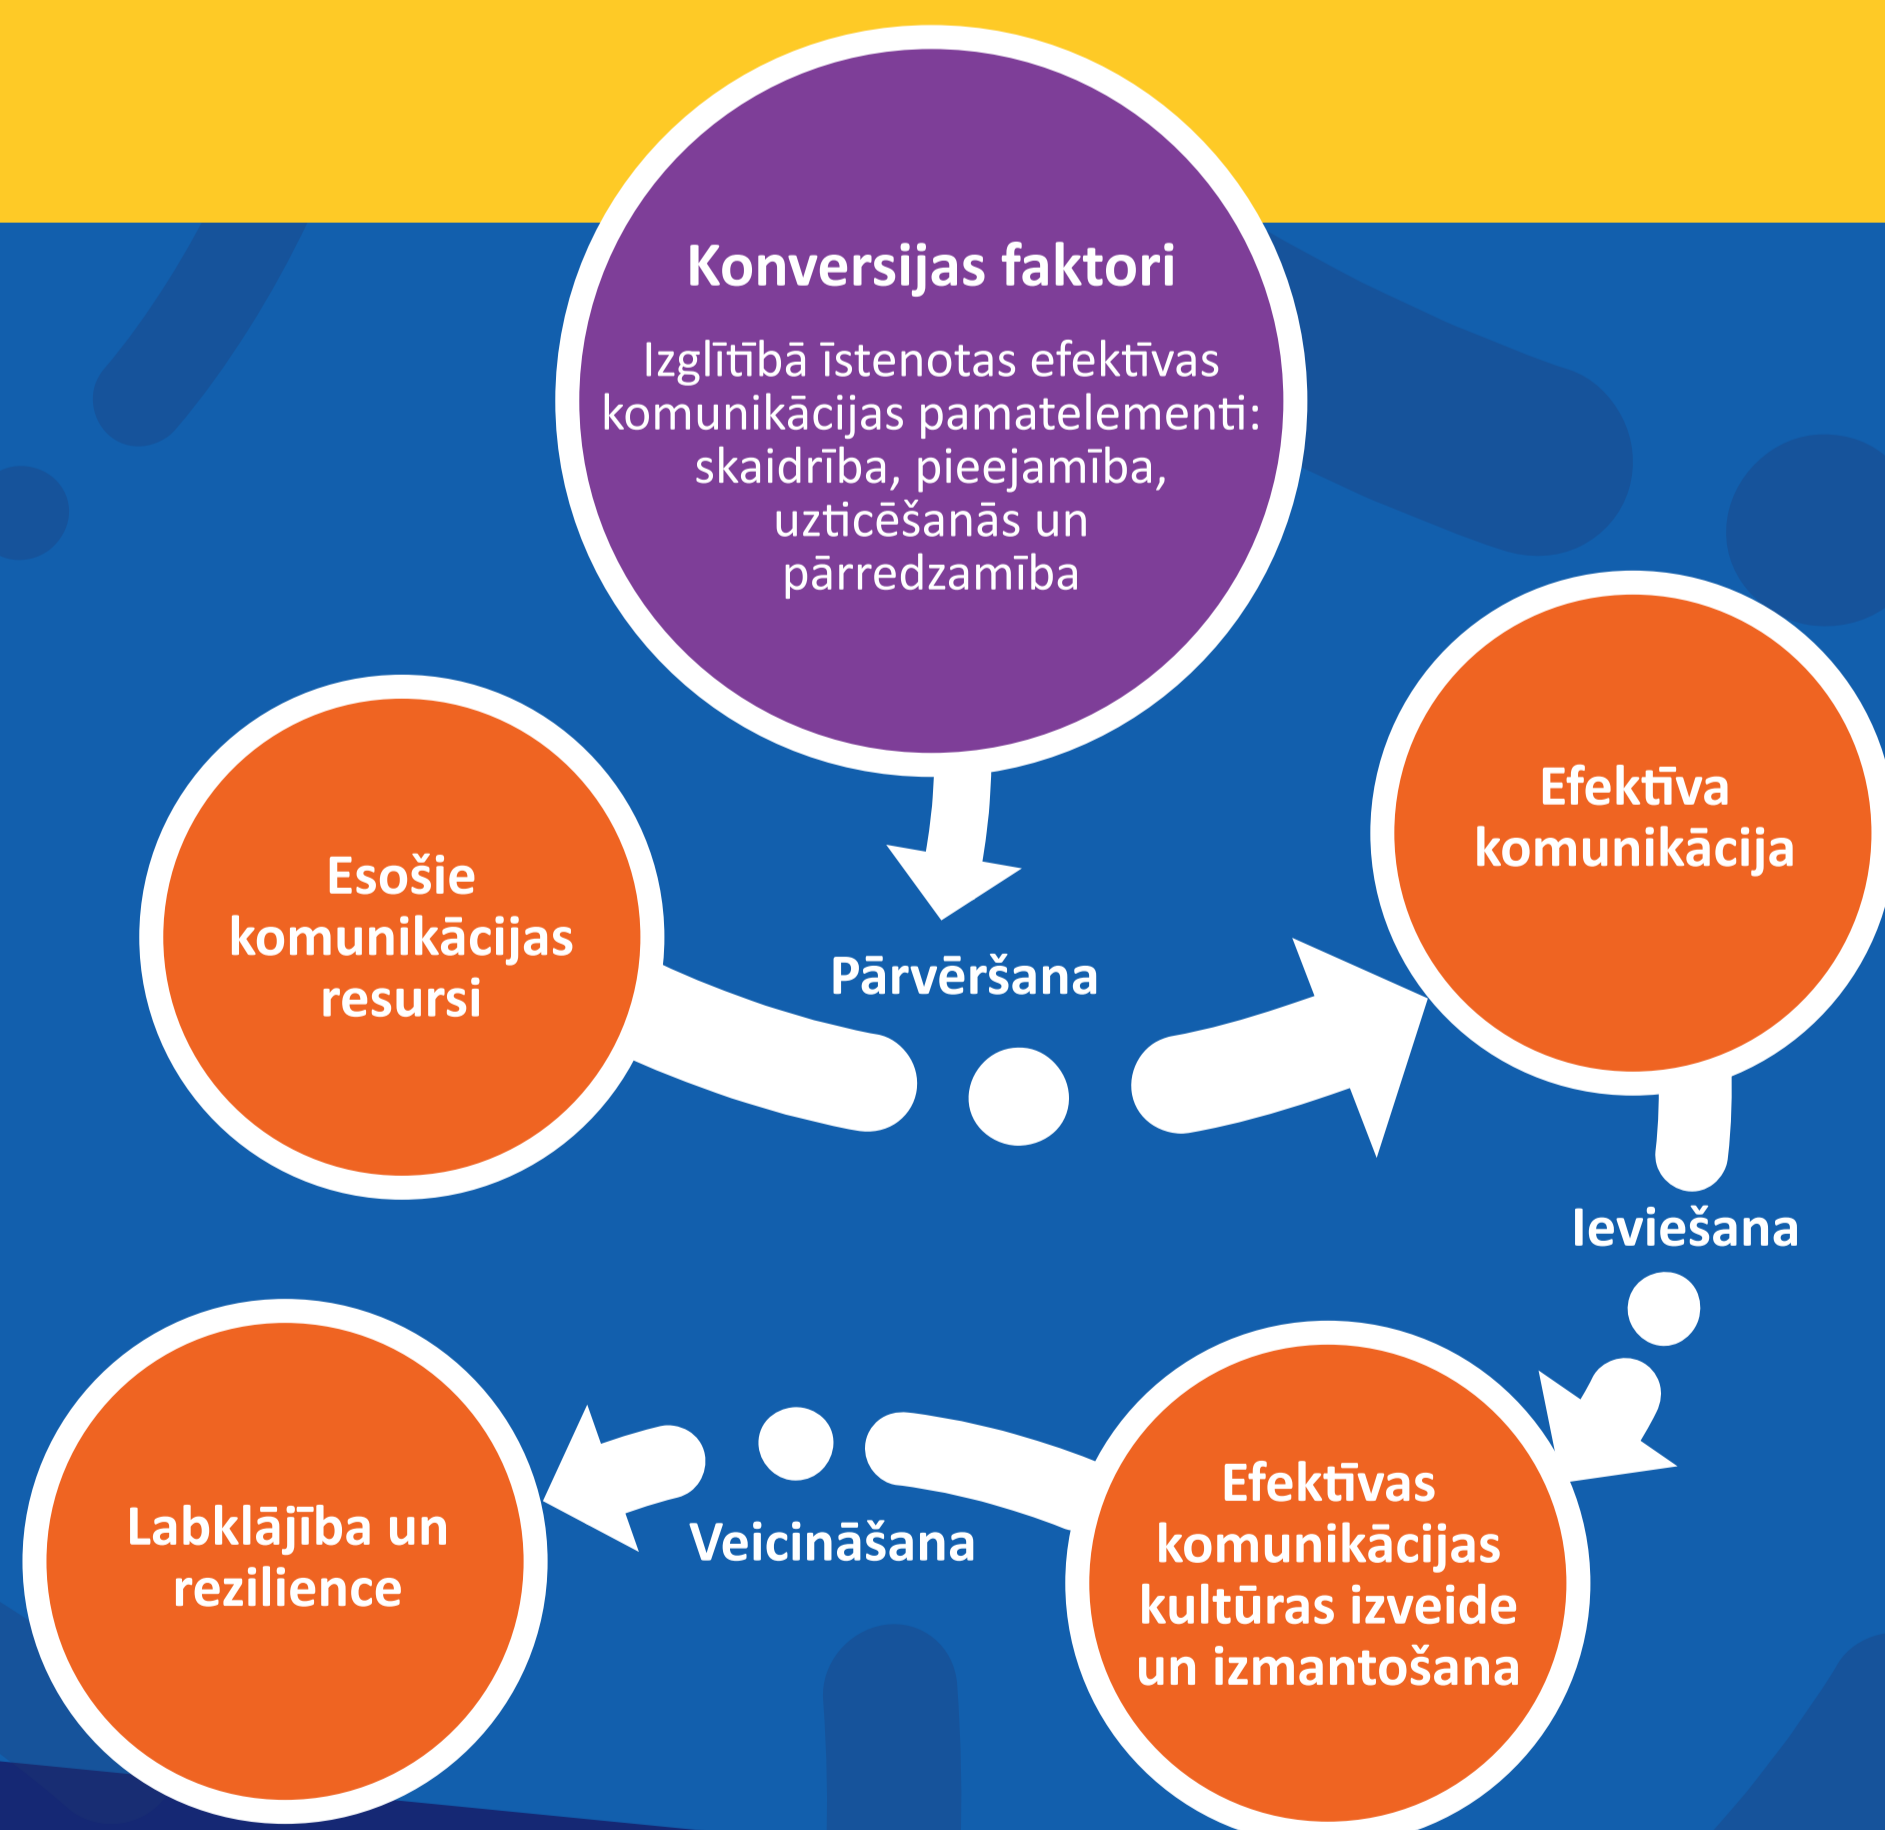 Konversijas faktori
Izglītībā īstenotas efektīvas
komunikācijas pamatelementi:
skaidrība, pieejamība,
uzticēšanās un
pārredzamība
Esošie
komunikācijas
resursi
Pārvēršana
Efektīva
komunikācija
Ieviešana
Efektīvas
komunikācijas
kultūras izveide
un izmantošana
Veicināšana
Labklājība un
rezilience